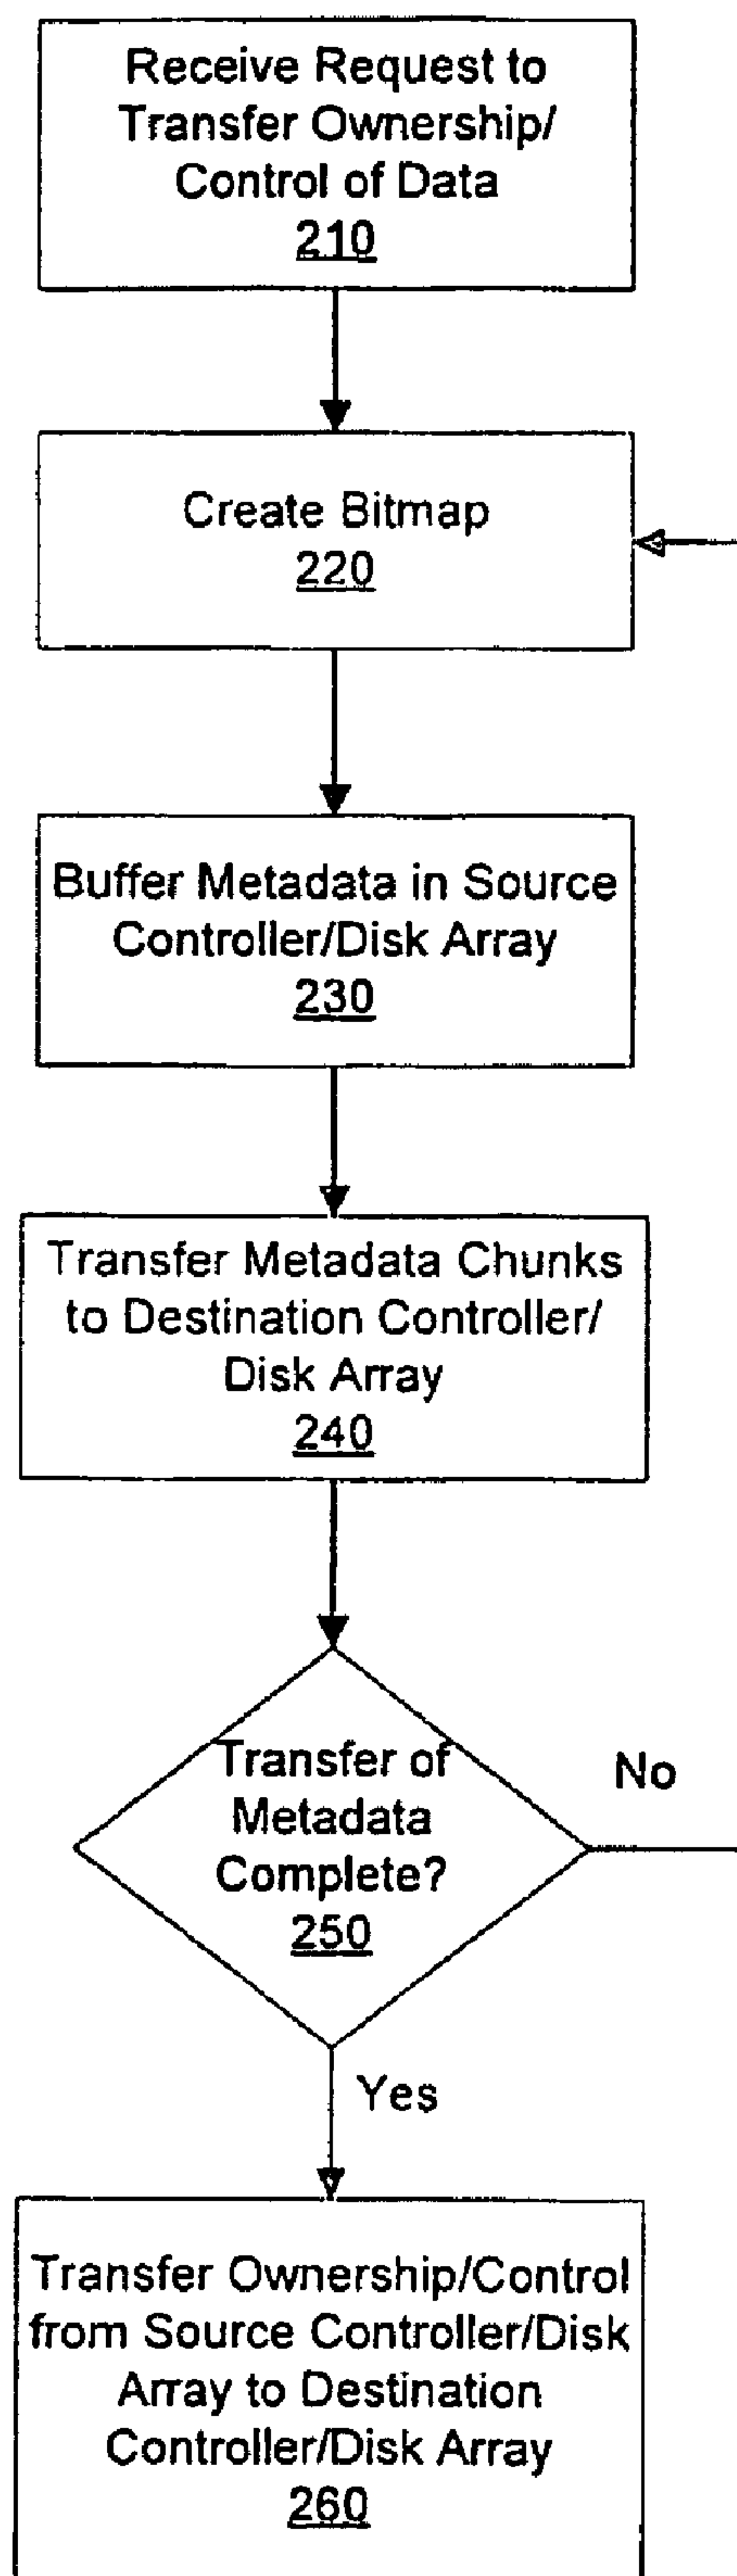 Receive Request to
Transfer Ownership/
Control of Data
210
Create Bitmap
220
Buffer Metadata in Source
Controller/Disk Array
230
Transfer Metadata Chunks
to Destination Controller/
Disk Array
240
Transfer of
Metadata
Complete?
250
No
Yes
Transfer Ownership/Control
from Source Controller/Disk
Array to Destination
Controller/Disk Array
260